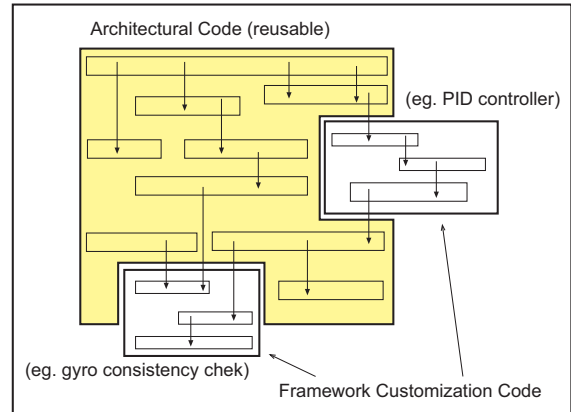 Architectural Code (reusable)
(eg. PID controller)
(eg. gyro consistency chek)
Framework Customization Code